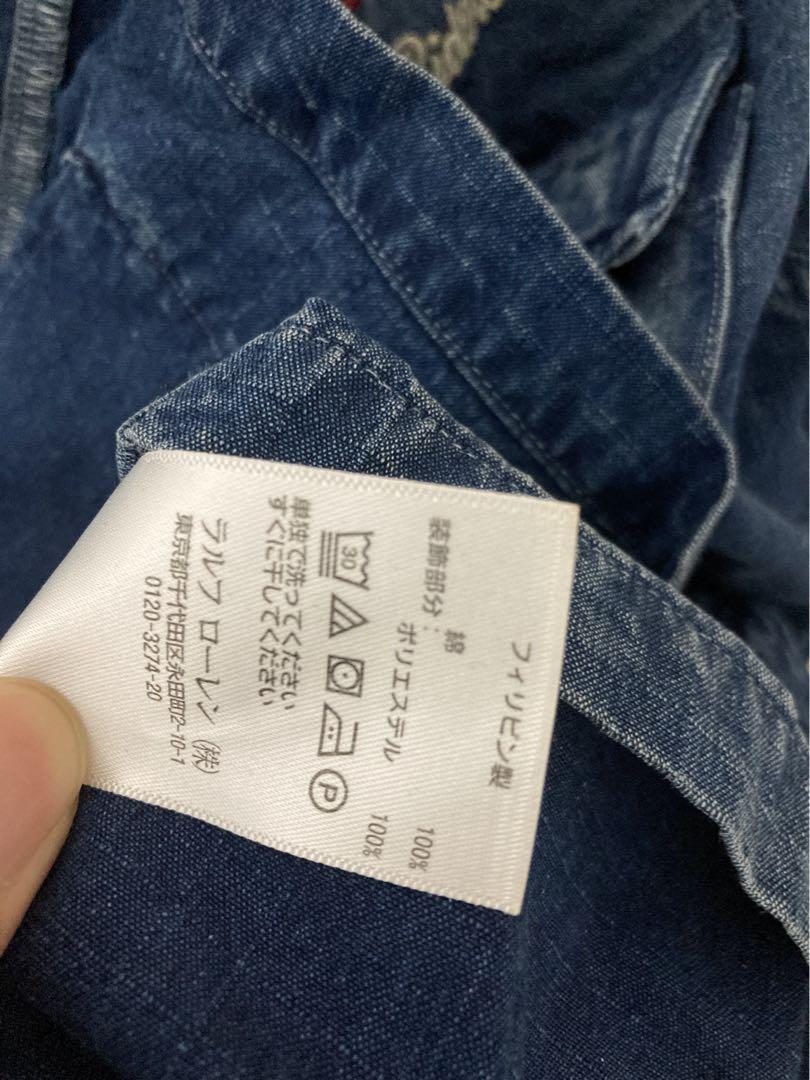 フィリピン製
綿 100%
装飾部分: ポリエステル 100%
30
P
単独で洗ってください
すぐに干してください
ラルフ ローレン (株)
東京都千代田区永田町2-10-1
0120-3274-20